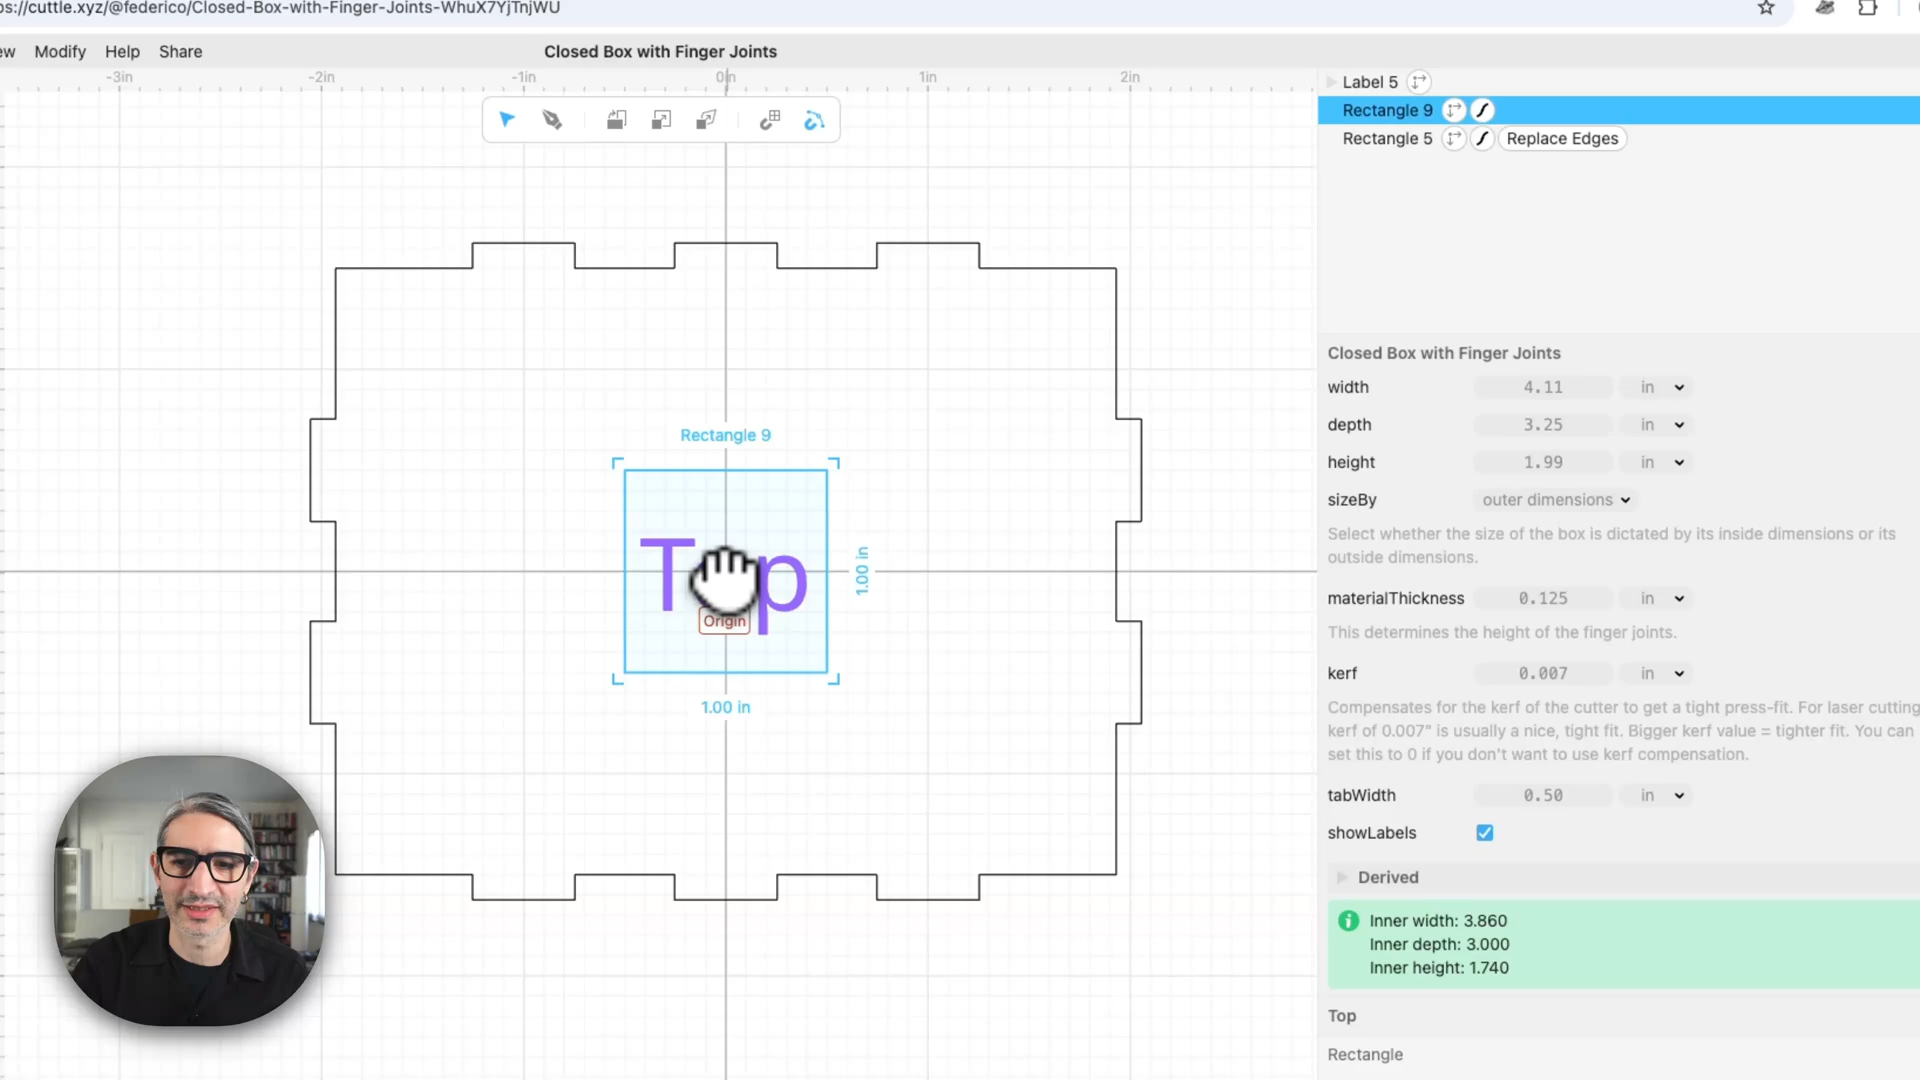 ps://cuttle.xyz/@federico/Closed-Box-with-Finger-Joints-WhuX7YjTnjWU
ew Modify Help Share
Closed Box with Finger Joints
-3in -2in -1in 0in 1in 2in
Label 5
Rectangle 9
Rectangle 5 Replace Edges
Rectangle 9
Origin
1.00 in
1.00 in
Closed Box with Finger Joints
width 4.11 in
depth 3.25 in
height 1.99 in
sizeBy outer dimensions
Select whether the size of the box is dictated by its inside dimensions or its
outside dimensions.
materialThickness 0.125 in
This determines the height of the finger joints.
kerf 0.007 in
Compensates for the kerf of the cutter to get a tight press-fit. For laser cutting
kerf of 0.007" is usually a nice, tight fit. Bigger kerf value = tighter fit. You can
set this to 0 if you don't want to use kerf compensation.
tabWidth 0.50 in
showLabels
Derived
Inner width: 3.860
Inner depth: 3.000
Inner height: 1.740
Top
Rectangle